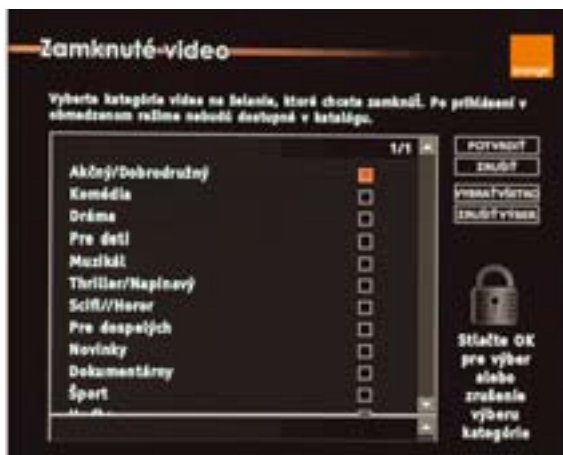 Zamknuté video
orange
Vyberte kategórie videa na želanie, ktoré chcete zamknúť. Po prihlásení v
obmedzenom režime nebudú dostupné v katalógu.
1/1
POTVRDIŤ
ZRUŠIŤ
VYBRAŤ VŠETKO
ZRUŠIŤ VÝBER
Akčný/Dobrodružný
Komédia
Dráma
Pre deti
Muzikál
Thriller/Napínavý
Scifi//Horor
Pre dospelých
Novinky
Dokumentárny
Šport
Stlačte OK
pre výber
alebo
zrušenie
výberu
kategórie